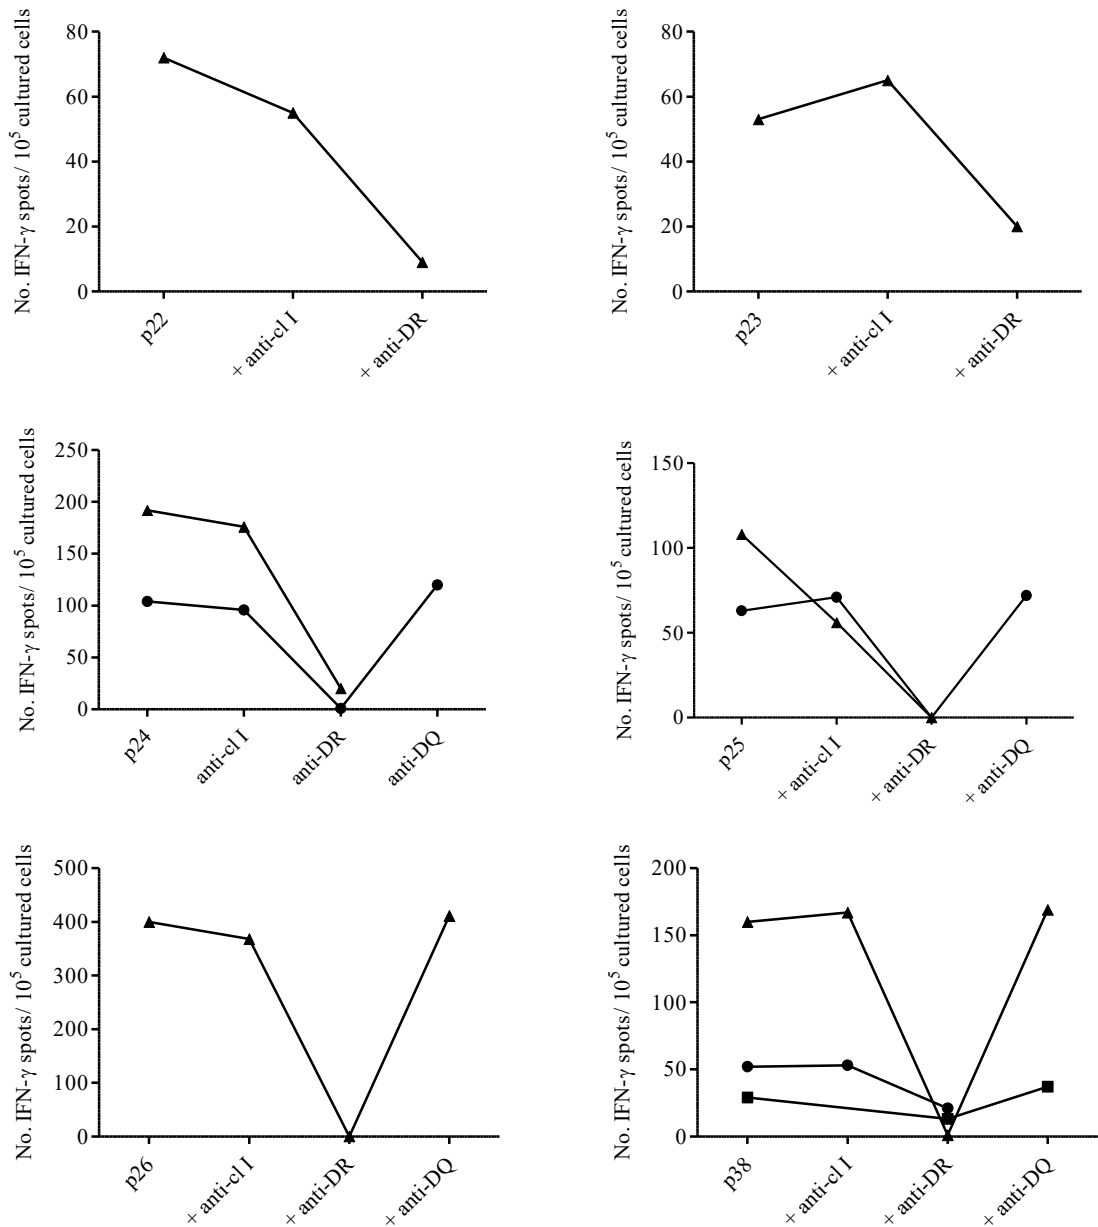 No. IFN-γ spots/ 10⁵ cultured cells
80
60
40
20
0
p22
+ anti-cl I
+ anti-DR
No. IFN-γ spots/ 10⁵ cultured cells
80
60
40
20
0
p23
+ anti-cl I
+ anti-DR
No. IFN-γ spots/ 10⁵ cultured cells
250
200
150
100
50
0
p24
anti-cl I
anti-DR
anti-DQ
No. IFN-γ spots/ 10⁵ cultured cells
150
100
50
0
p25
+ anti-cl I
+ anti-DR
+ anti-DQ
No. IFN-γ spots/ 10⁵ cultured cells
500
400
300
200
100
0
p26
+ anti-cl I
+ anti-DR
+ anti-DQ
No. IFN-γ spots/ 10⁵ cultured cells
200
150
100
50
0
p38
+ anti-cl I
+ anti-DR
+ anti-DQ